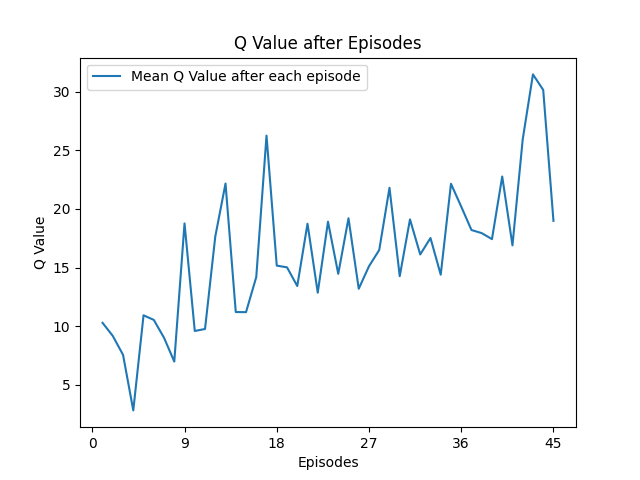 Q Value after Episodes
Mean Q Value after each episode
30
25
20
15
10
5
Q Value
0 9 18 27 36 45
Episodes